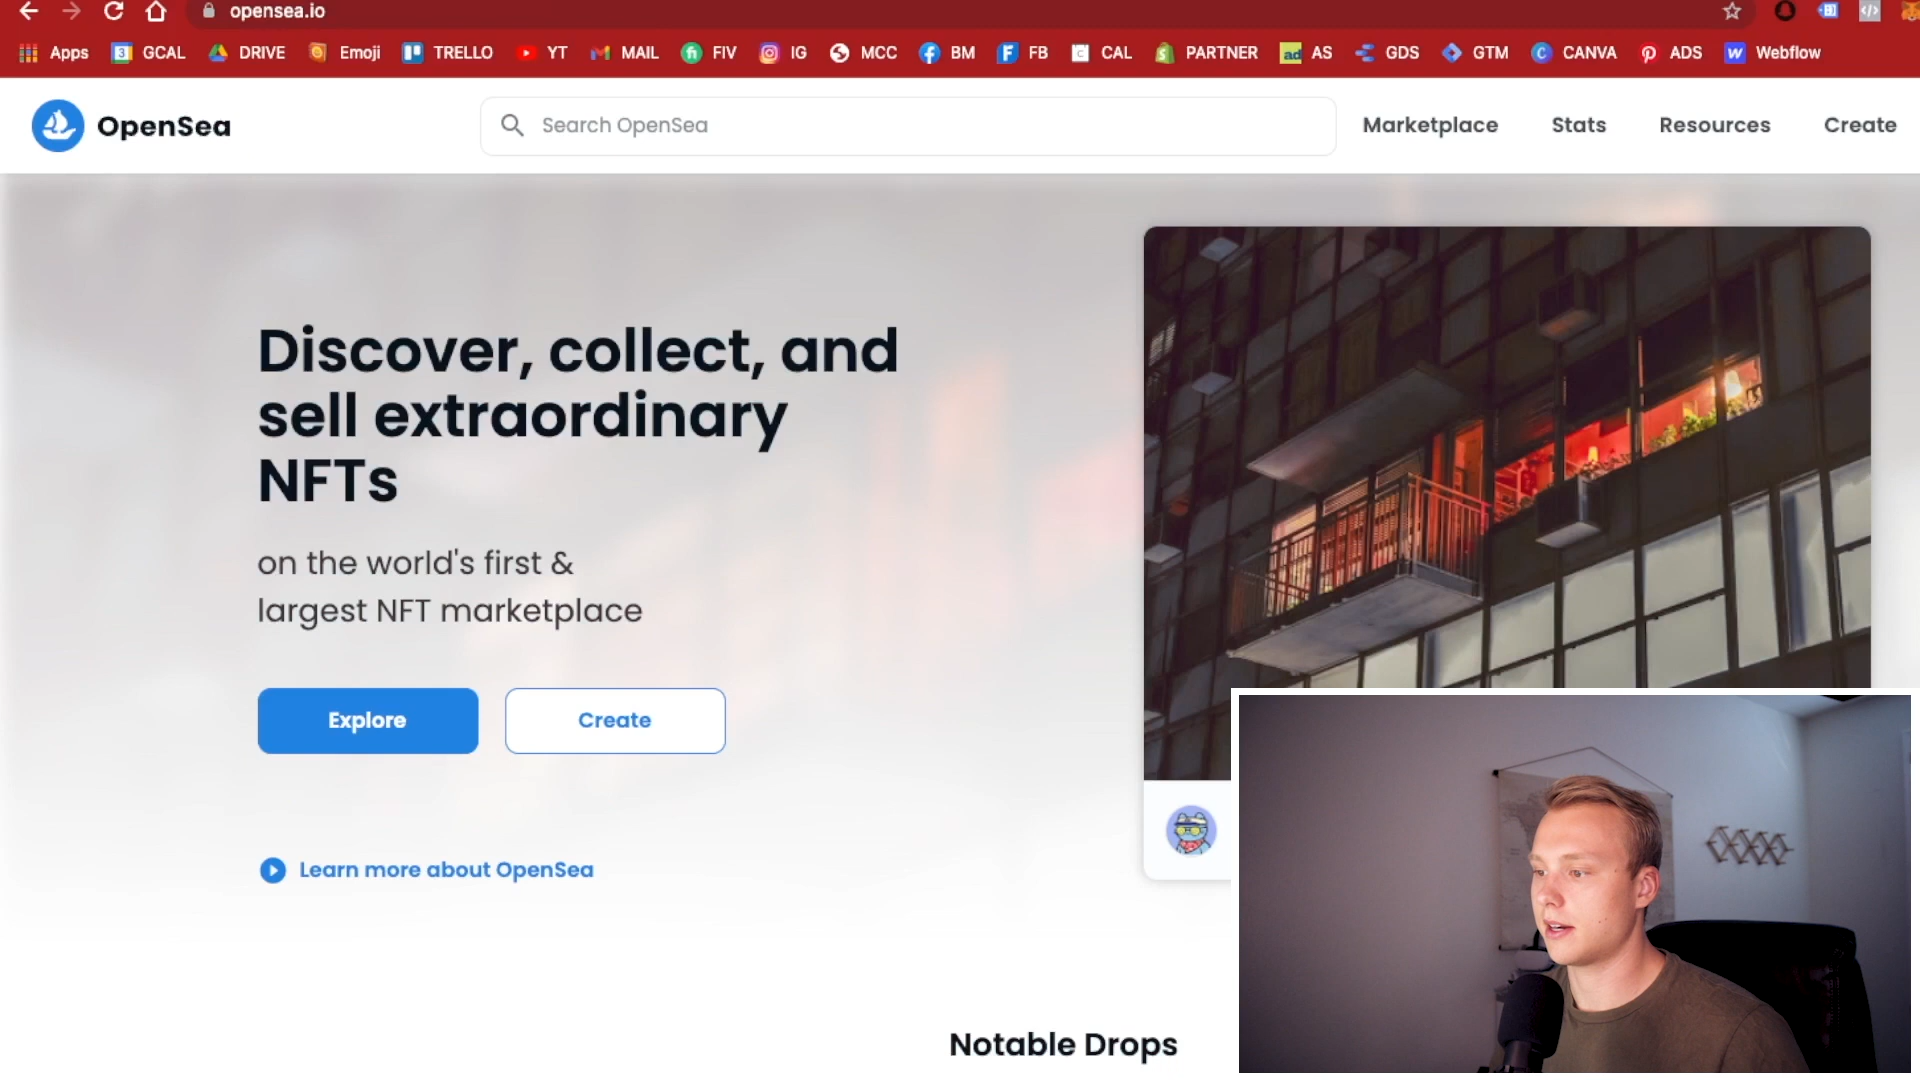 opensea.io
Apps GCAL DRIVE Emoji TRELLO YT MAIL FIV IG MCC BM FB CAL PARTNER AS GDS GTM CANVA ADS Webflow
OpenSea
Search OpenSea
Marketplace Stats Resources Create
Discover, collect, and
sell extraordinary
NFTs
on the world's first &
largest NFT marketplace
Explore Create
Learn more about OpenSea
Notable Drops